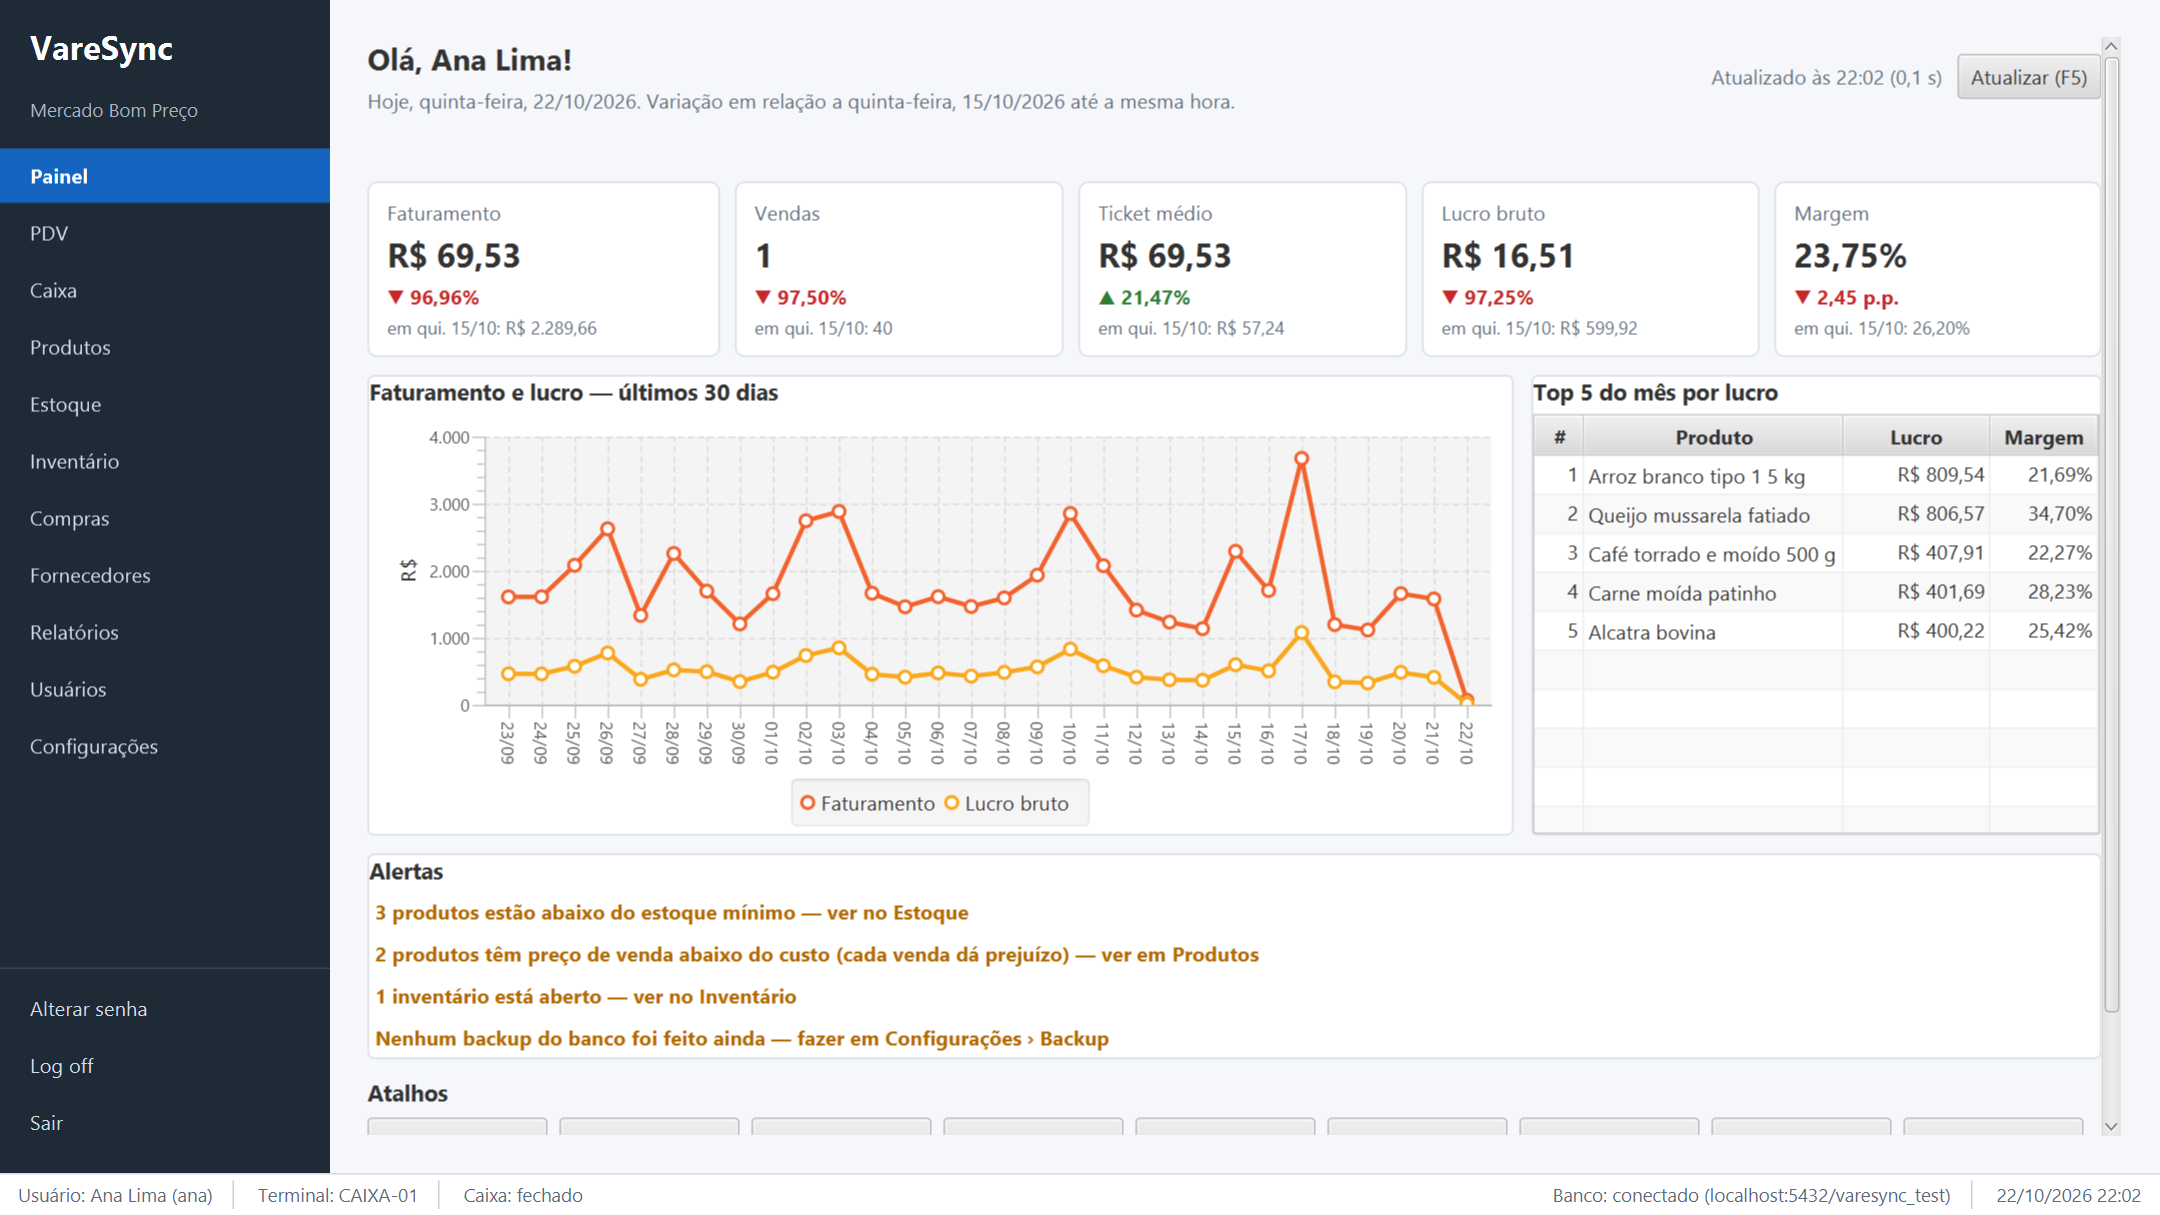 VareSync
Mercado Bom Preço
Painel
PDV
Caixa
Produtos
Estoque
Inventário
Compras
Fornecedores
Relatórios
Usuários
Configurações
Alterar senha
Log off
Sair
Olá, Ana Lima!
Hoje, quinta-feira, 22/10/2026. Variação em relação a quinta-feira, 15/10/2026 até a mesma hora.
Atualizado às 22:02 (0,1 s)
Atualizar (F5)
Faturamento
R$ 69,53
▼ 96,96%
em qui. 15/10: R$ 2.289,66
Vendas
1
▼ 97,50%
em qui. 15/10: 40
Ticket médio
R$ 69,53
▲ 21,47%
em qui. 15/10: R$ 57,24
Lucro bruto
R$ 16,51
▼ 97,25%
em qui. 15/10: R$ 599,92
Margem
23,75%
▼ 2,45 p.p.
em qui. 15/10: 26,20%
Faturamento e lucro — últimos 30 dias
R$
4.000
3.000
2.000
1.000
0
23/09
24/09
25/09
26/09
27/09
28/09
29/09
30/09
01/10
02/10
03/10
04/10
05/10
06/10
07/10
08/10
09/10
10/10
11/10
12/10
13/10
14/10
15/10
16/10
17/10
18/10
19/10
20/10
21/10
22/10
Faturamento
Lucro bruto
Top 5 do mês por lucro
# Produto Lucro Margem
1 Arroz branco tipo 1 5 kg R$ 809,54 21,69%
2 Queijo mussarela fatiado R$ 806,57 34,70%
3 Café torrado e moído 500 g R$ 407,91 22,27%
4 Carne moída patinho R$ 401,69 28,23%
5 Alcatra bovina R$ 400,22 25,42%
Alertas
3 produtos estão abaixo do estoque mínimo — ver no Estoque
2 produtos têm preço de venda abaixo do custo (cada venda dá prejuízo) — ver em Produtos
1 inventário está aberto — ver no Inventário
Nenhum backup do banco foi feito ainda — fazer em Configurações › Backup
Atalhos
Usuário: Ana Lima (ana)
Terminal: CAIXA-01
Caixa: fechado
Banco: conectado (localhost:5432/varesync_test)
22/10/2026 22:02